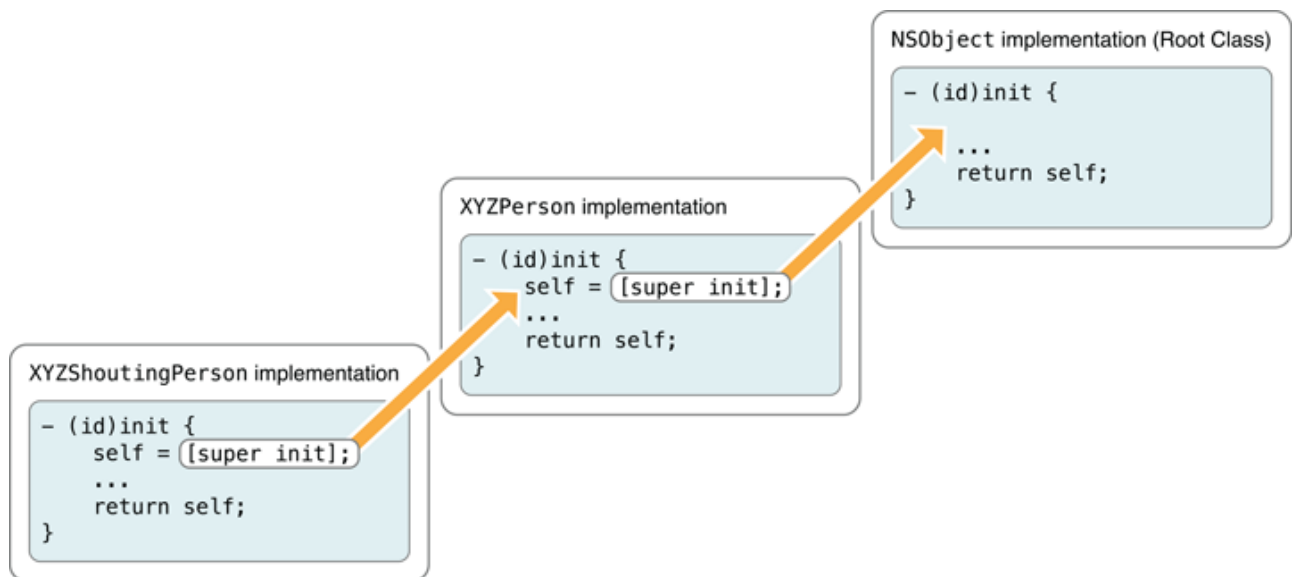 NSObject implementation (Root Class)
- (id)init {
...
return self;
}
XYZPerson implementation
- (id)init {
self = [super init];
...
return self;
}
XYZShoutingPerson implementation
- (id)init {
self = [super init];
...
return self;
}